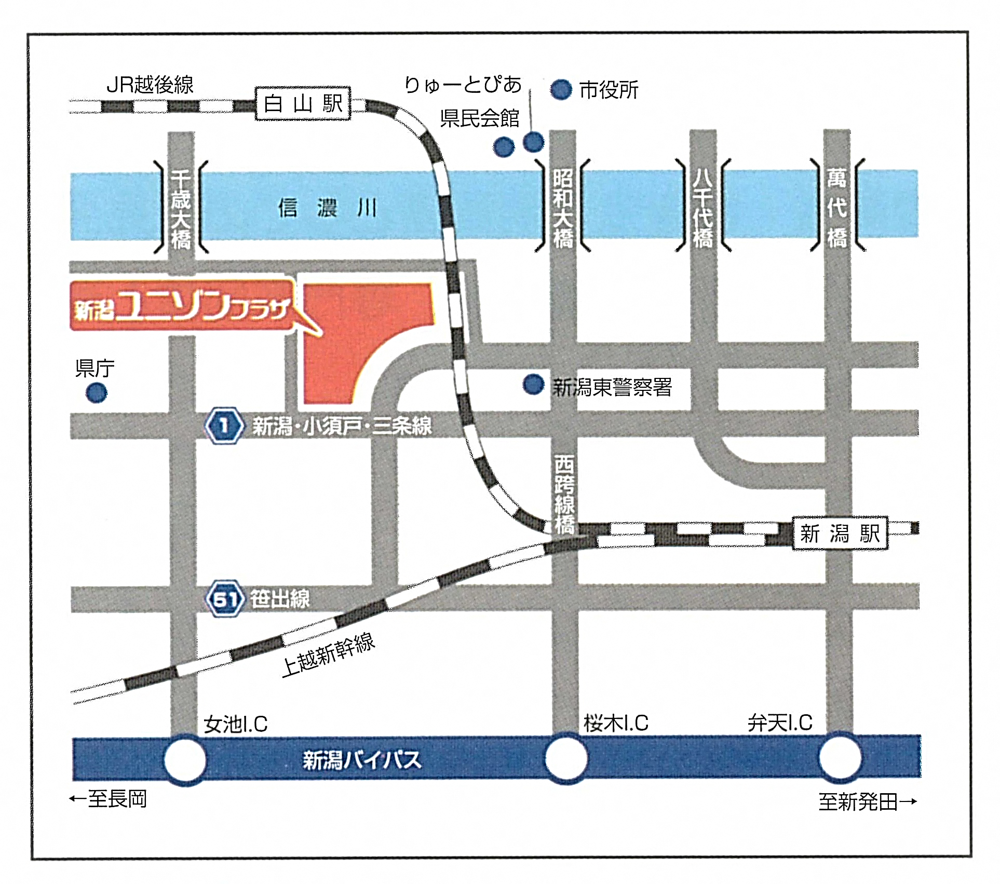 JR越後線
白山駅
りゅーとぴあ
市役所
県民会館
千歳大橋
信濃川
昭和大橋
八千代橋
萬代橋
新潟ユニゾンプラザ
県庁
新潟東警察署
1
新潟・小須戸・三条線
西跨線橋
新潟駅
51
笹出線
上越新幹線
女池I.C
桜木I.C
弁天I.C
新潟バイパス
←至長岡
至新発田→